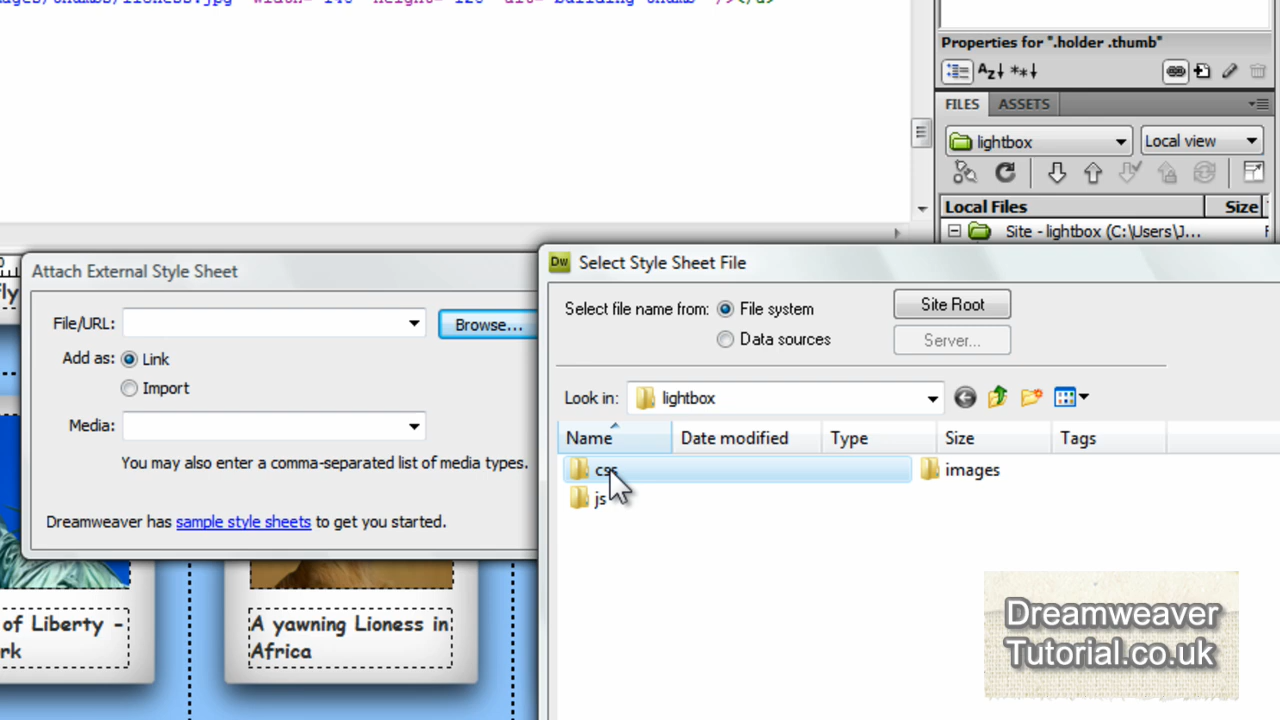 Properties for ".holder .thumb"
FILES ASSETS
lightbox
Local view
Local Files Size
Site - lightbox (C:\Users\J...
Attach External Style Sheet
File/URL:
Browse...
Add as: Link
Import
Media:
You may also enter a comma-separated list of media types.
Dreamweaver has sample style sheets to get you started.
Dw Select Style Sheet File
Select file name from: File system
Site Root
Data sources
Server...
Look in: lightbox
Name Date modified Type Size Tags
css images
js
of Liberty -
rk
A yawning Lioness in
Africa
Dreamweaver
Tutorial.co.uk